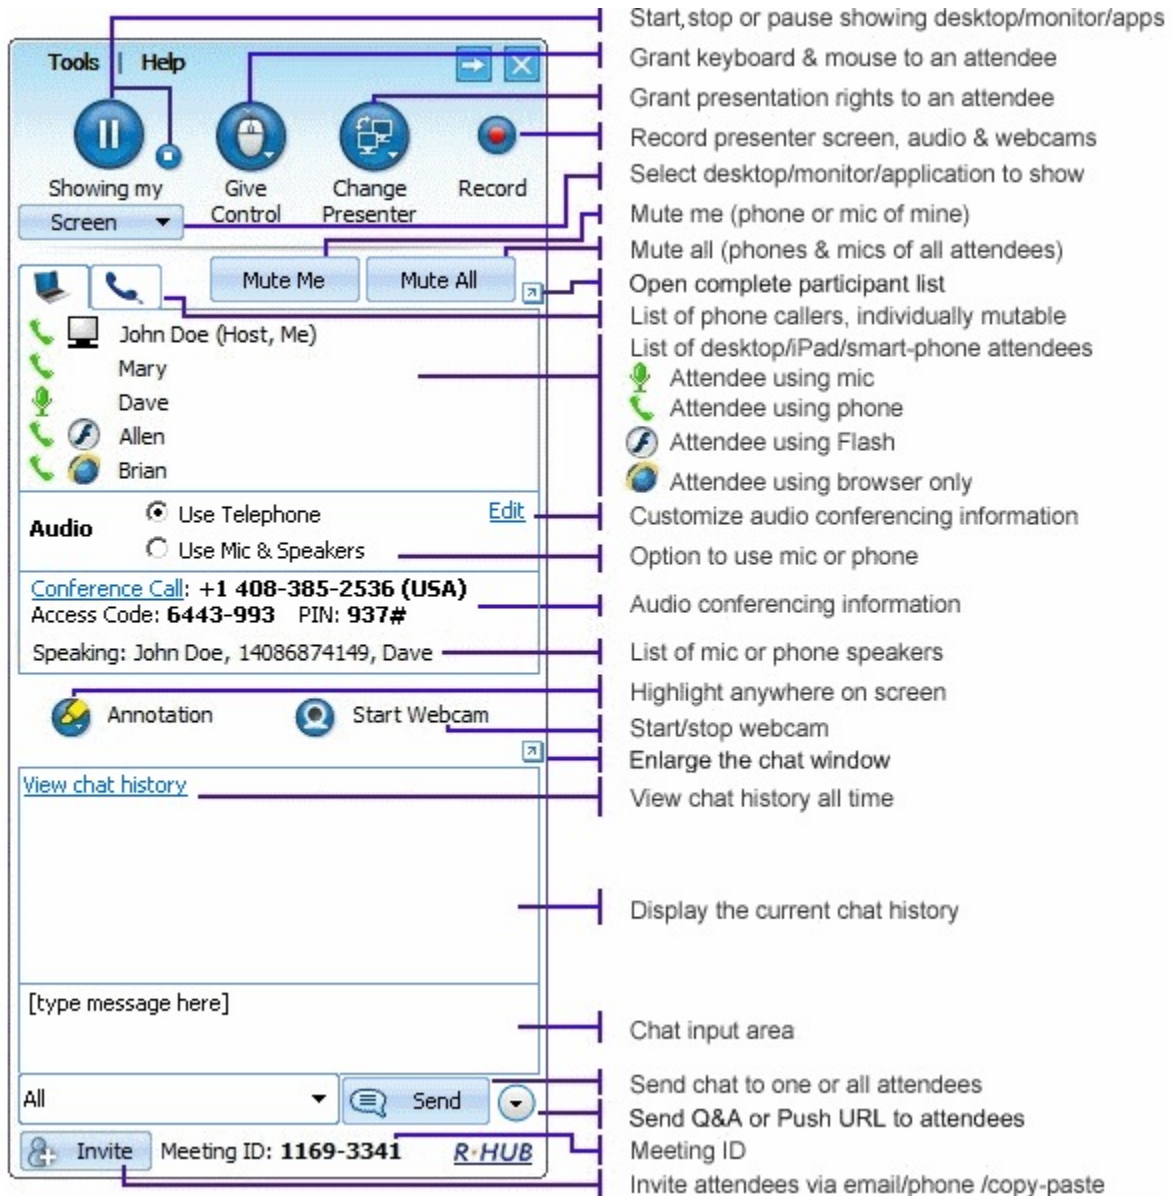 Start,stop or pause showing desktop/monitor/apps
Tools | Help
Grant keyboard & mouse to an attendee
Grant presentation rights to an attendee
Record presenter screen, audio & webcams
Showing my
Give Control
Change Presenter
Record
Select desktop/monitor/application to show
Screen
Mute me (phone or mic of mine)
Mute all (phones & mics of all attendees)
Mute Me
Mute All
Open complete participant list
List of phone callers, individually mutable
John Doe (Host, Me)
List of desktop/iPad/smart-phone attendees
Mary
Attendee using mic
Dave
Attendee using phone
Allen
Attendee using Flash
Brian
Attendee using browser only
Audio
Use Telephone
Edit
Customize audio conferencing information
Use Mic & Speakers
Option to use mic or phone
Conference Call: +1 408-385-2536 (USA)
Access Code: 6443-993 PIN: 937#
Audio conferencing information
Speaking: John Doe, 14086874149, Dave
List of mic or phone speakers
Highlight anywhere on screen
Annotation
Start Webcam
Start/stop webcam
Enlarge the chat window
View chat history
View chat history all time
Display the current chat history
[type message here]
Chat input area
Send chat to one or all attendees
All
Send
Send Q&A or Push URL to attendees
Invite
Meeting ID: 1169-3341
R·HUB
Meeting ID
Invite attendees via email/phone /copy-paste